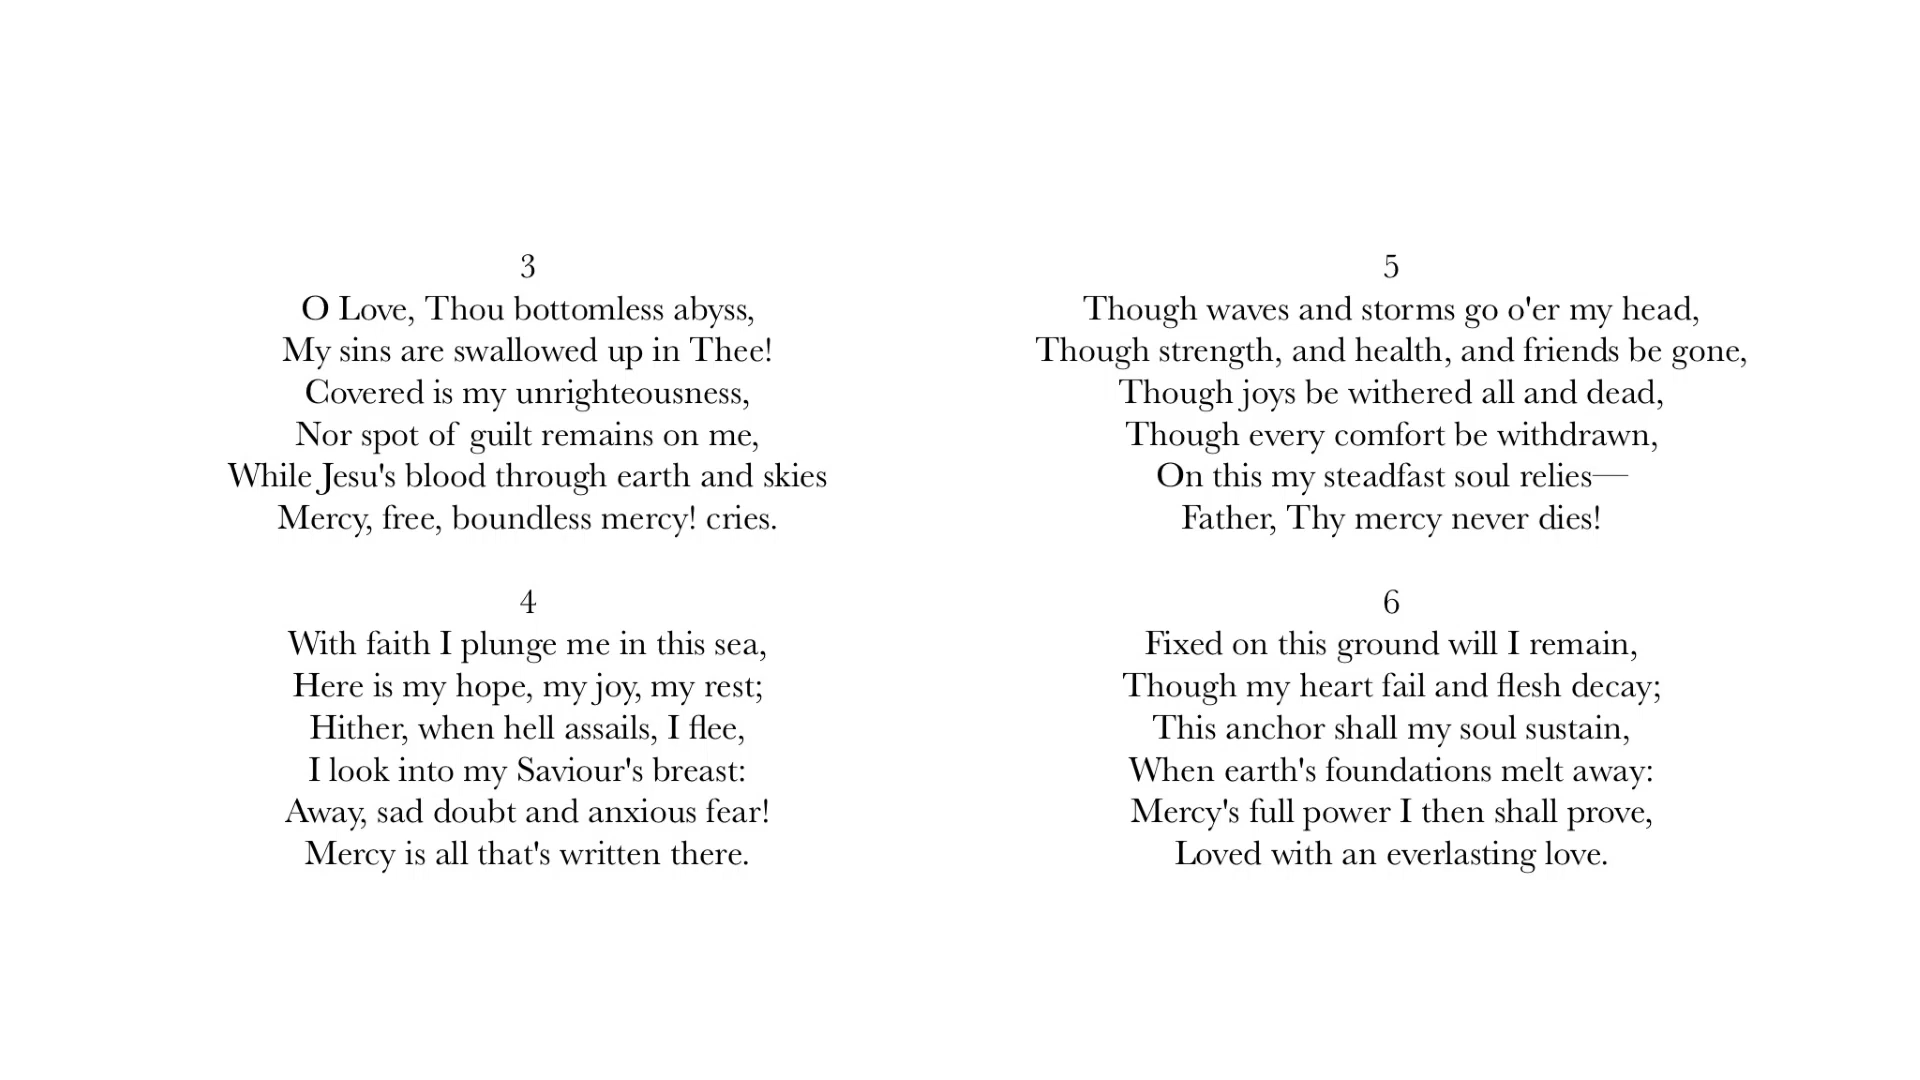 3
O Love, Thou bottomless abyss,
My sins are swallowed up in Thee!
Covered is my unrighteousness,
Nor spot of guilt remains on me,
While Jesu's blood through earth and skies
Mercy, free, boundless mercy! cries.
4
With faith I plunge me in this sea,
Here is my hope, my joy, my rest;
Hither, when hell assails, I flee,
I look into my Saviour's breast:
Away, sad doubt and anxious fear!
Mercy is all that's written there.
5
Though waves and storms go o'er my head,
Though strength, and health, and friends be gone,
Though joys be withered all and dead,
Though every comfort be withdrawn,
On this my steadfast soul relies—
Father, Thy mercy never dies!
6
Fixed on this ground will I remain,
Though my heart fail and flesh decay;
This anchor shall my soul sustain,
When earth's foundations melt away:
Mercy's full power I then shall prove,
Loved with an everlasting love.